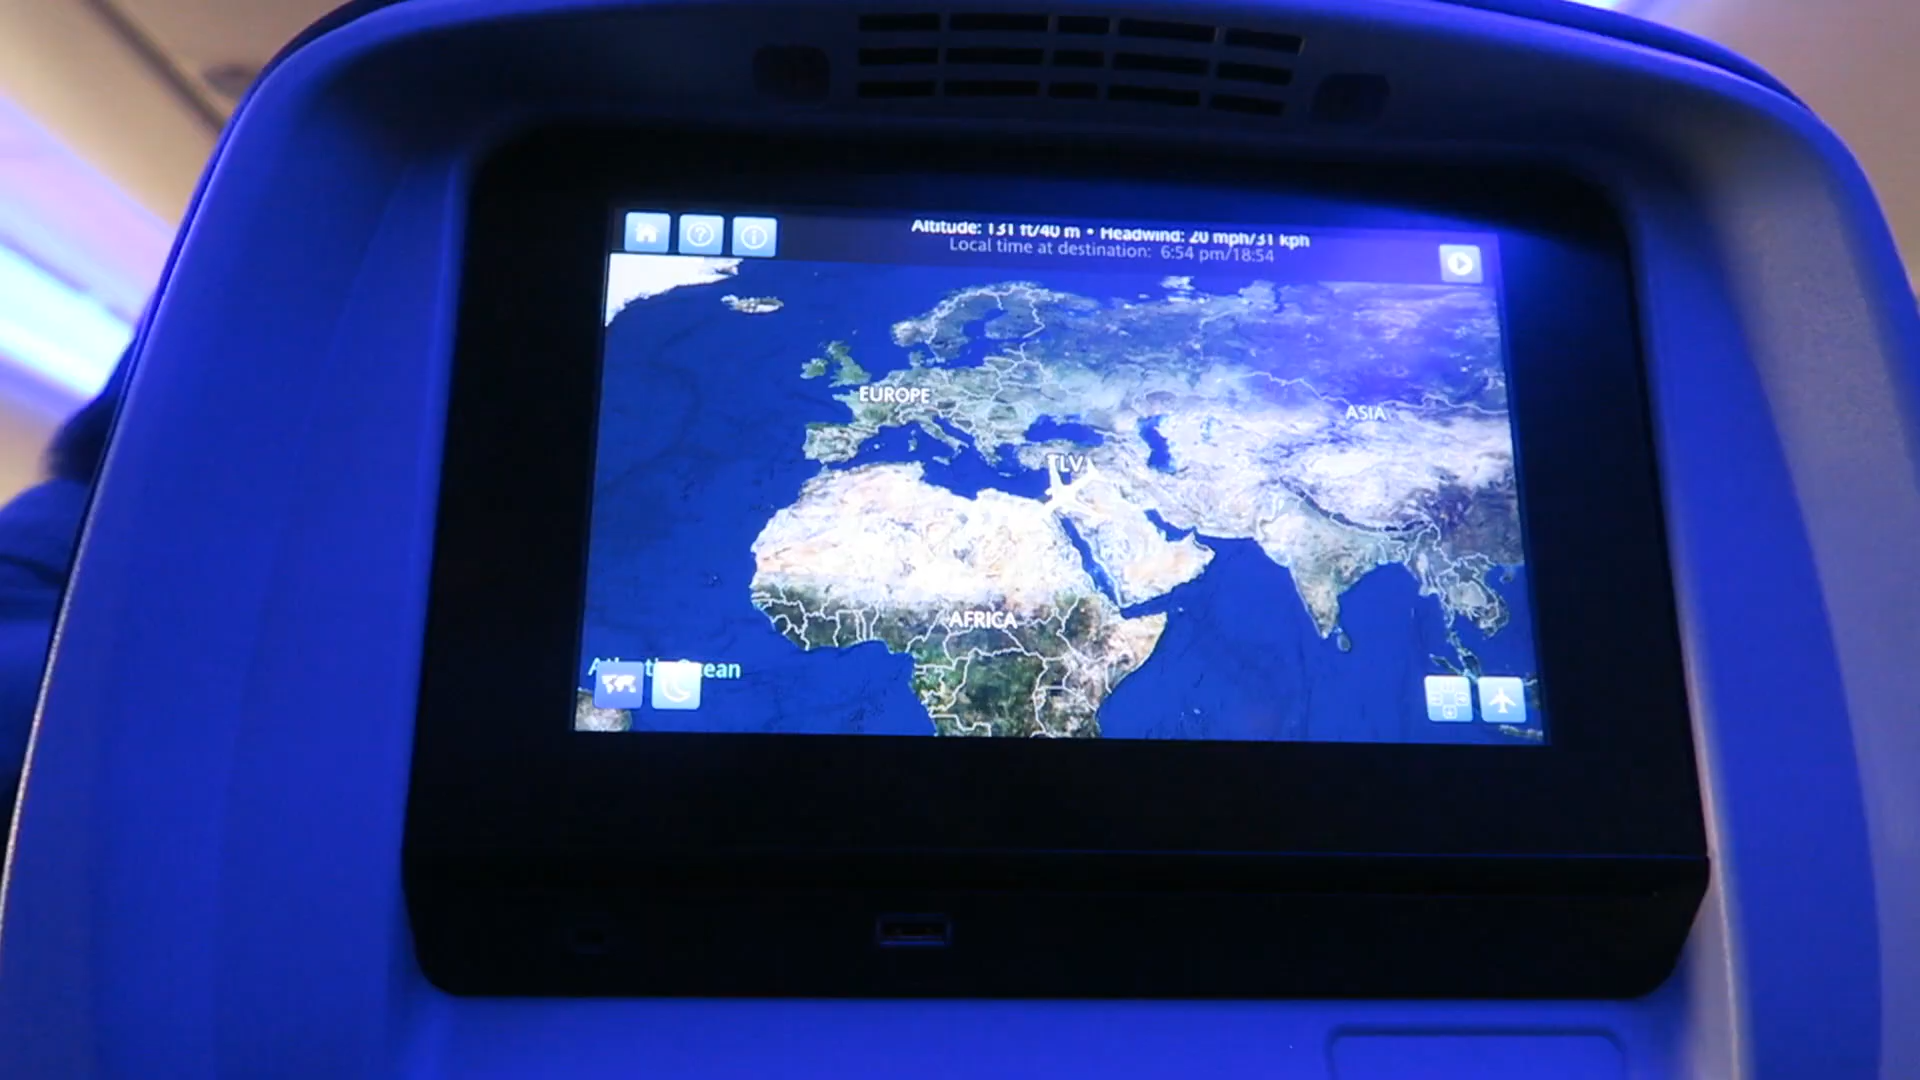 Altitude: 131 ft/40 m • Headwind: 20 mph/31 kph
Local time at destination: 6:54 pm/18:54
EUROPE
ASIA
TLV
AFRICA
Ocean